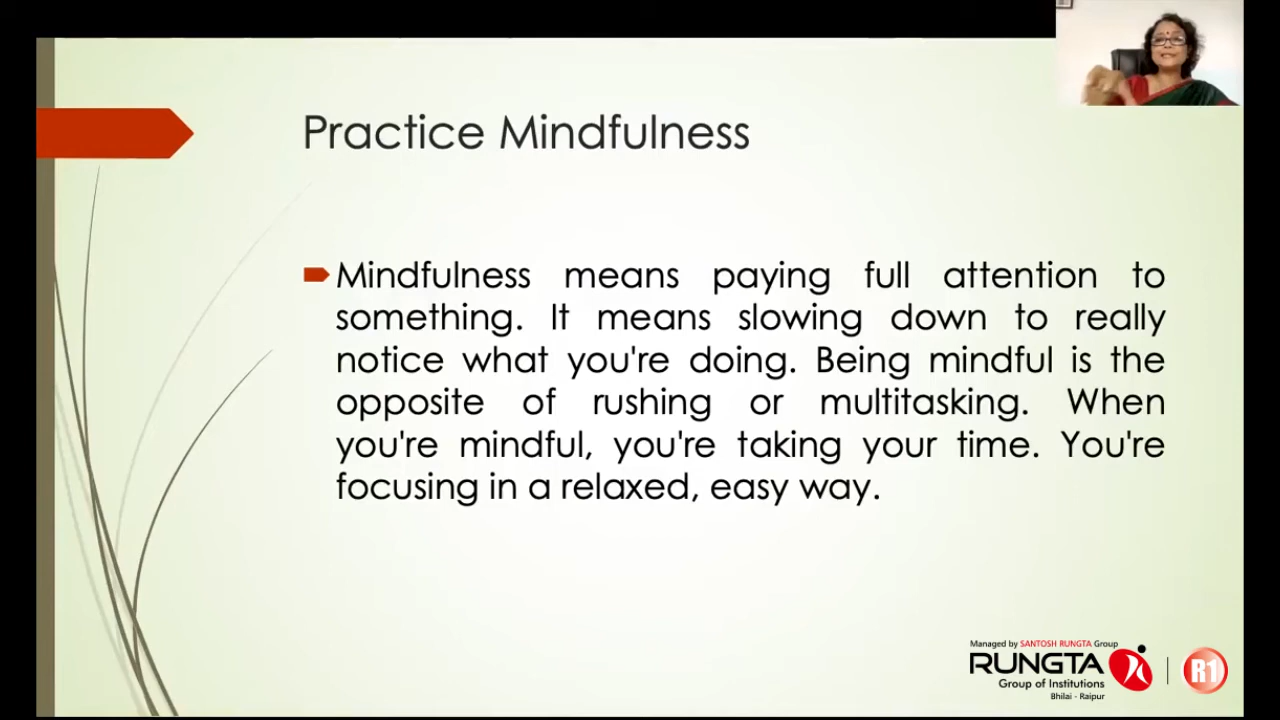 Practice Mindfulness
Mindfulness means paying full attention to
something. It means slowing down to really
notice what you're doing. Being mindful is the
opposite of rushing or multitasking. When
you're mindful, you're taking your time. You're
focusing in a relaxed, easy way.
Managed by SANTOSH RUNGTA Group
RUNGTA
Group of Institutions
Bhilai - Raipur
R1